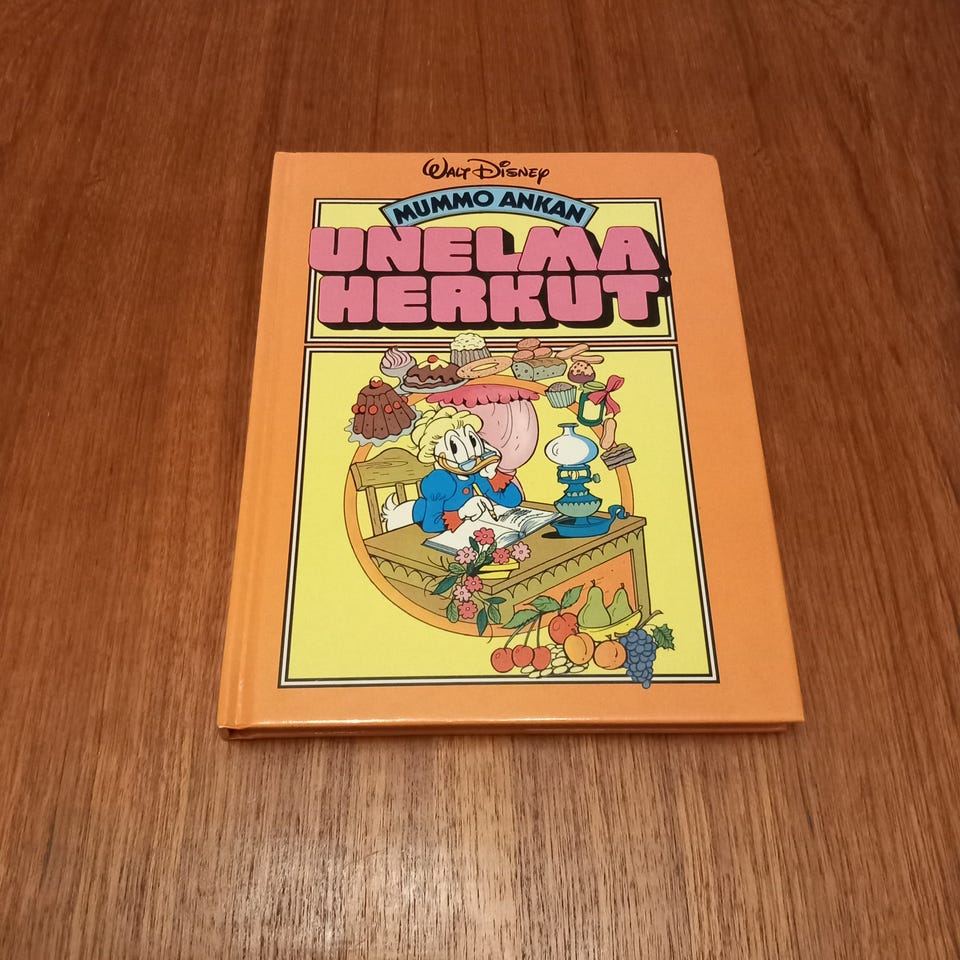 WALT DISNEY
MUMMO ANKAN
UNELMA
HERKUT